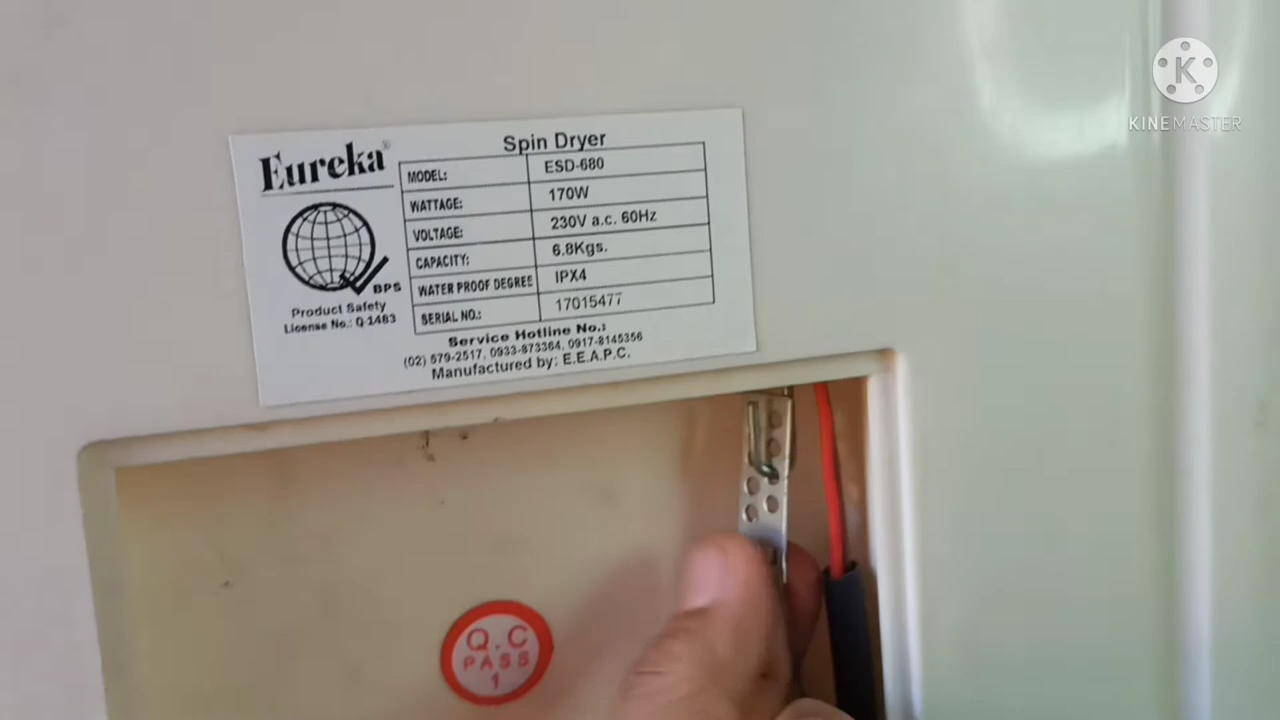 K
KINEMASTER
Eureka®
Spin Dryer
MODEL: ESD-680
WATTAGE: 170W
VOLTAGE: 230V a.c. 60Hz
CAPACITY: 6.8Kgs.
WATER PROOF DEGREE IPX4
SERIAL NO.: 17015477
BPS
Product Safety
License No.: Q-1483
Service Hotline No.:
(02) 679-2517, 0933-873364, 0917-8145356
Manufactured by: E.E.A.P.C.
Q.C
PASS
1